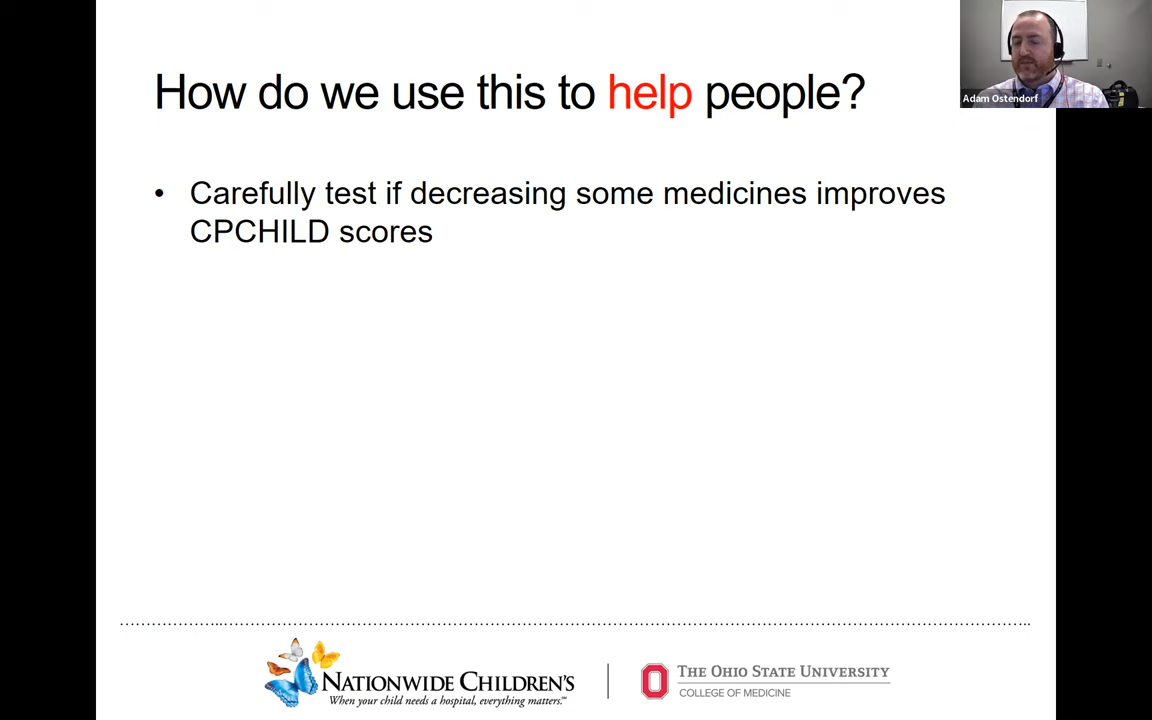 How do we use this to help people?
Adam Ostendorf
• Carefully test if decreasing some medicines improves
CPCHILD scores
NATIONWIDE CHILDREN'S
When your child needs a hospital, everything matters.™
THE OHIO STATE UNIVERSITY
COLLEGE OF MEDICINE